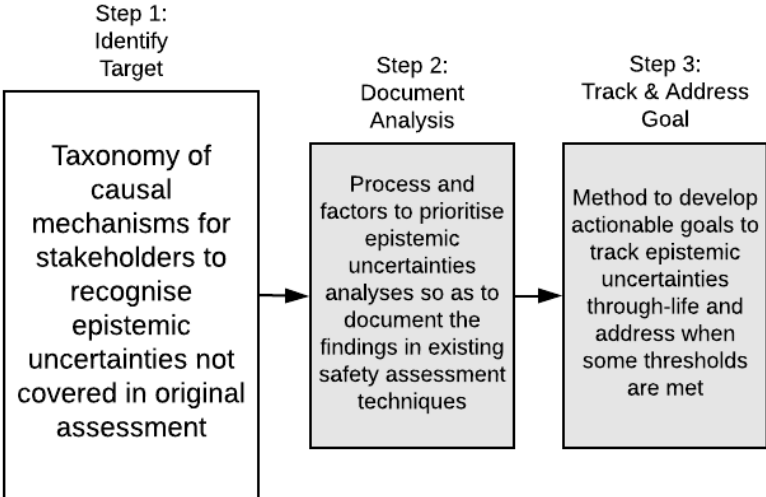 Step 1:
Identify
Target
Taxonomy of
causal
mechanisms for
stakeholders to
recognise
epistemic
uncertainties not
covered in original
assessment
Step 2:
Document
Analysis
Process and
factors to prioritise
epistemic
uncertainties
analyses so as to
document the
findings in existing
safety assessment
techniques
Step 3:
Track & Address
Goal
Method to develop
actionable goals to
track epistemic
uncertainties
through-life and
address when
some thresholds
are met